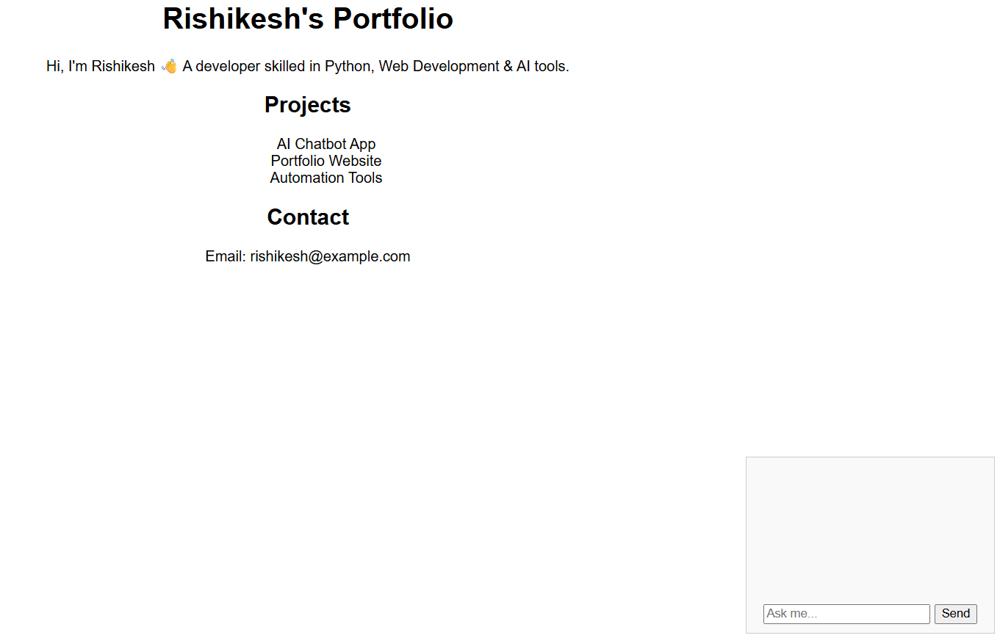 Rishikesh's Portfolio
Hi, I'm Rishikesh 👋 A developer skilled in Python, Web Development & AI tools.
Projects
AI Chatbot App
Portfolio Website
Automation Tools
Contact
Email: rishikesh@example.com
Ask me...
Send